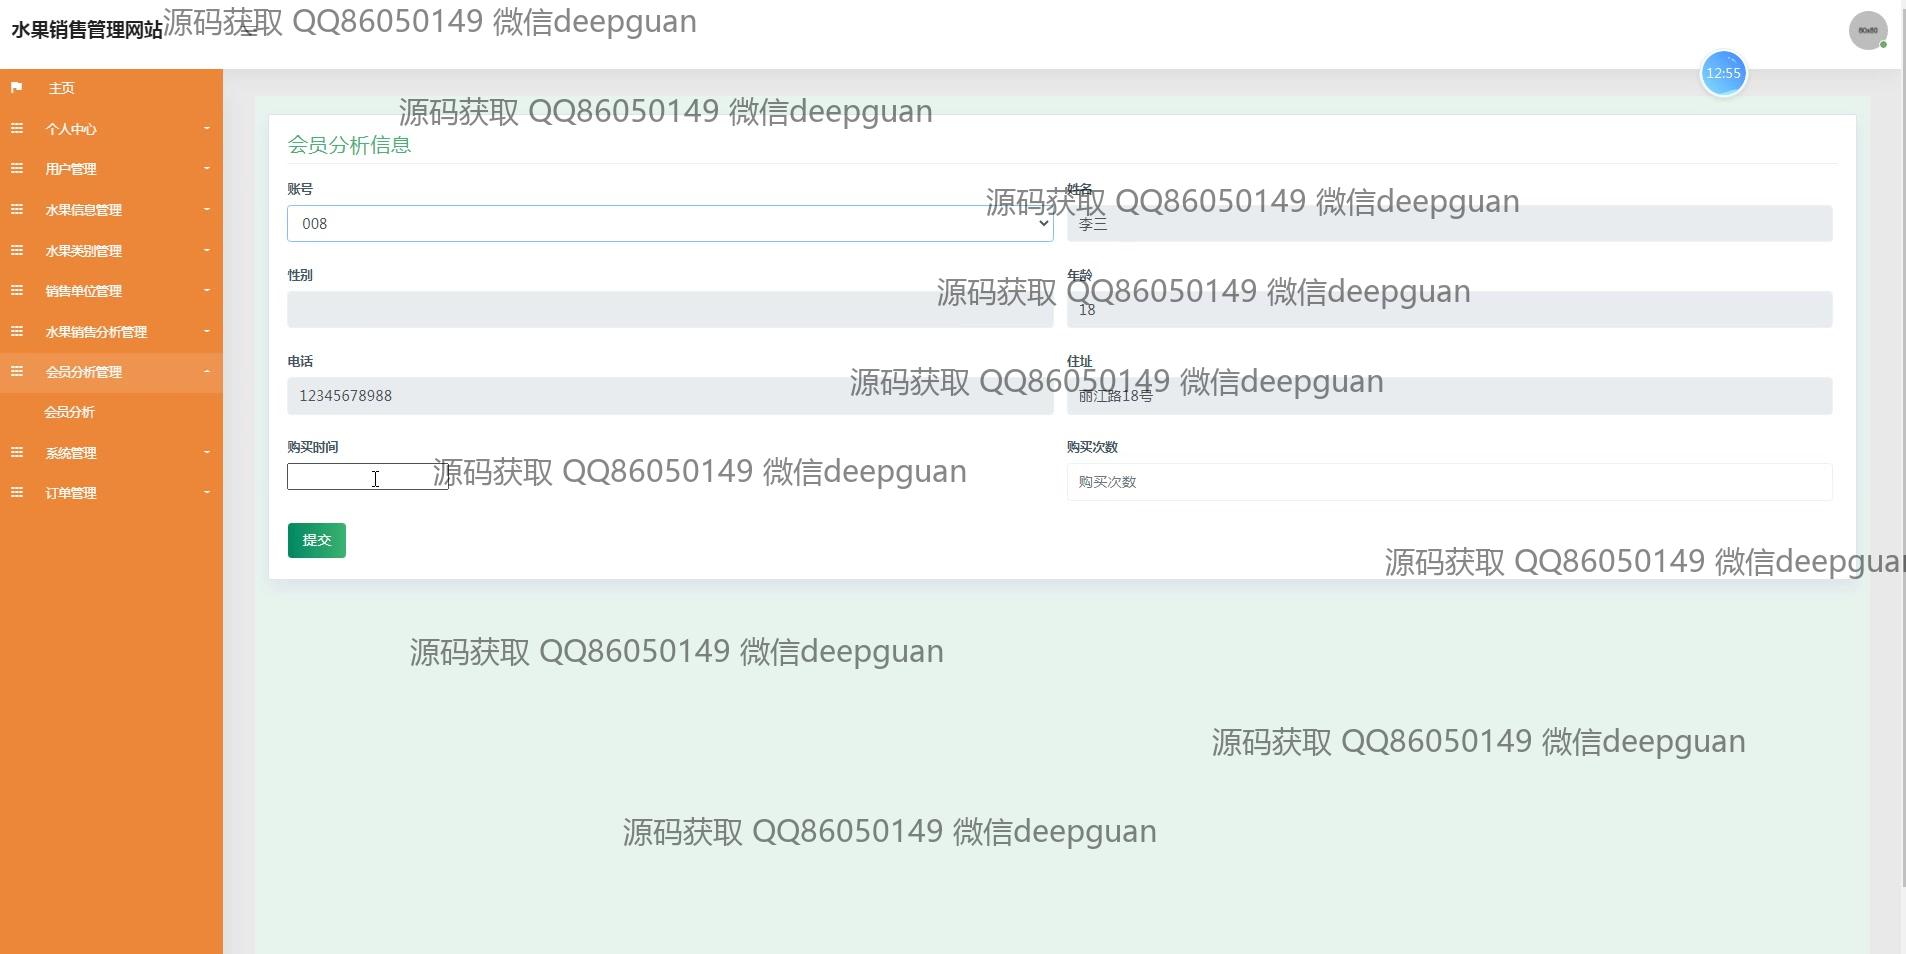 水果销售管理网站
源码获取 QQ86050149 微信deepguan
60x60
12:55
主页
个人中心
用户管理
水果信息管理
水果类别管理
销售单位管理
水果销售分析管理
会员分析管理
会员分析
系统管理
订单管理
源码获取 QQ86050149 微信deepguan
会员分析信息
账号
姓名
源码获取 QQ86050149 微信deepguan
008
李三
性别
年龄
源码获取 QQ86050149 微信deepguan
18
电话
住址
源码获取 QQ86050149 微信deepguan
12345678988
丽江路18号
购买时间
购买次数
源码获取 QQ86050149 微信deepguan
购买次数
提交
源码获取 QQ86050149 微信deepguan
源码获取 QQ86050149 微信deepguan
源码获取 QQ86050149 微信deepguan
源码获取 QQ86050149 微信deepguan